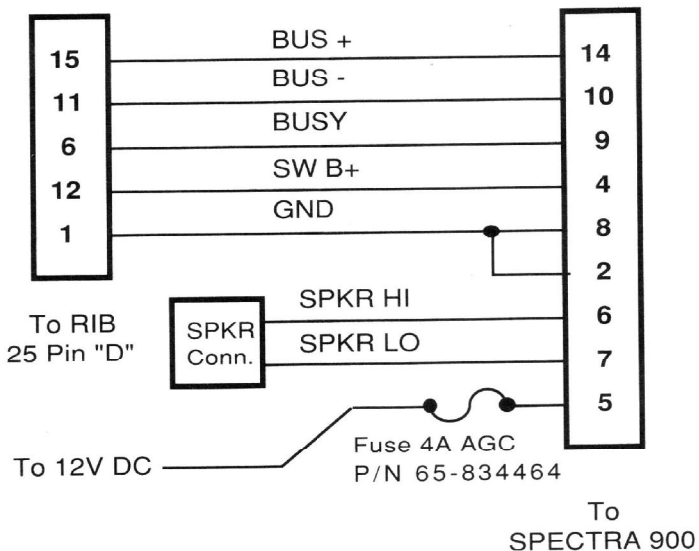 15 BUS + 14
11 BUS - 10
6 BUSY 9
12 SW B+ 4
1 GND 8
2
To RIB
25 Pin "D"
SPKR
Conn.
SPKR HI 6
SPKR LO 7
5
To 12V DC
Fuse 4A AGC
P/N 65-834464
To
SPECTRA 900